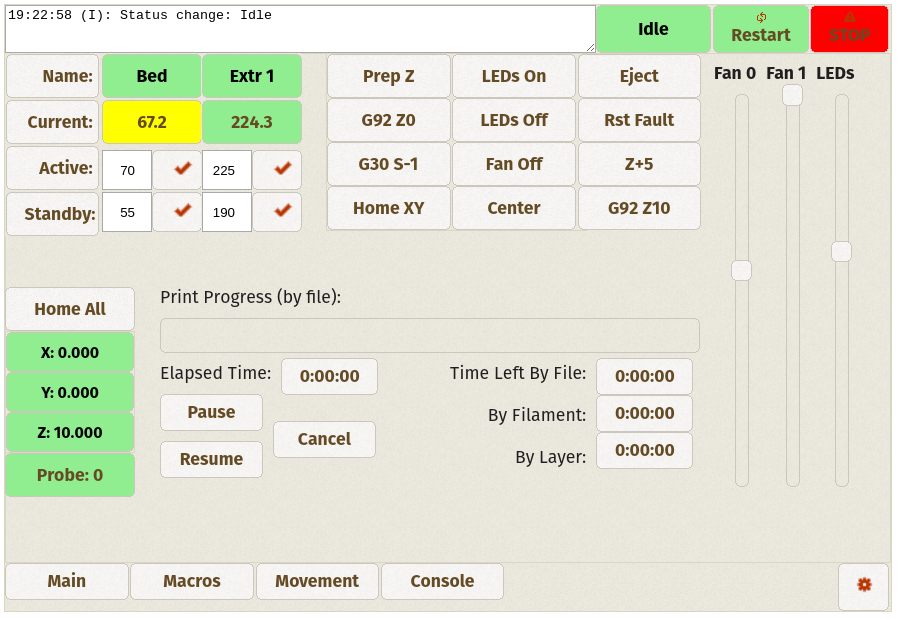 19:22:58 (I): Status change: Idle
Idle
Restart
STOP
Name: Bed Extr 1
Current: 67.2 224.3
Active: 70 225
Standby: 55 190
Prep Z LEDs On Eject
G92 Z0 LEDs Off Rst Fault
G30 S-1 Fan Off Z+5
Home XY Center G92 Z10
Fan 0 Fan 1 LEDs
Home All
X: 0.000
Y: 0.000
Z: 10.000
Probe: 0
Print Progress (by file):
Elapsed Time: 0:00:00
Pause
Resume
Cancel
Time Left By File: 0:00:00
By Filament: 0:00:00
By Layer: 0:00:00
Main Macros Movement Console